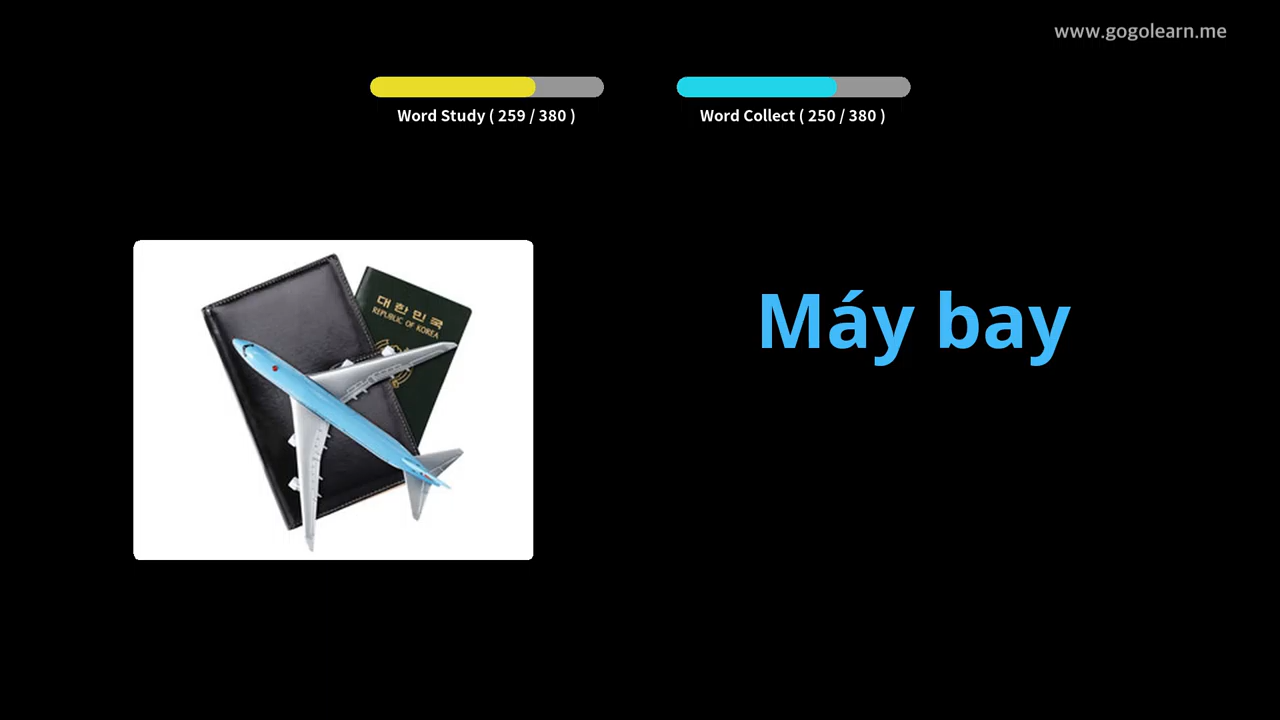 www.gogolearn.me
Word Study ( 259 / 380 )
Word Collect ( 250 / 380 )
대한민국
REPUBLIC OF KOREA
Máy bay